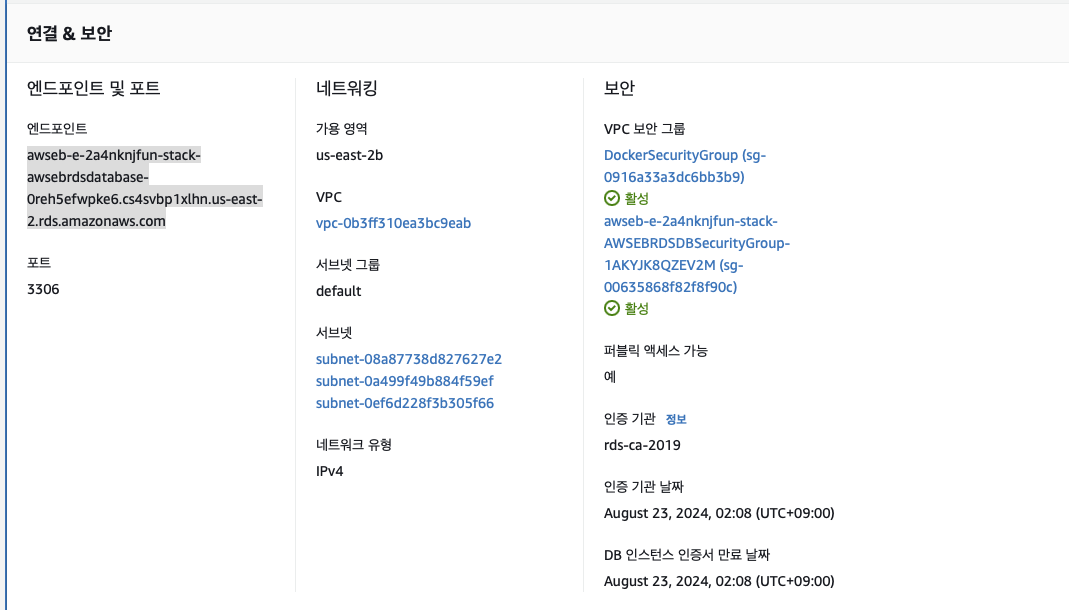 연결 & 보안
엔드포인트 및 포트
엔드포인트
awseb-e-2a4nknjfun-stack-
awsebrdsdatabase-
0reh5efwpke6.cs4svbp1xlhn.us-east-
2.rds.amazonaws.com
포트
3306
네트워킹
가용 영역
us-east-2b
VPC
vpc-0b3ff310ea3bc9eab
서브넷 그룹
default
서브넷
subnet-08a87738d827627e2
subnet-0a499f49b884f59ef
subnet-0ef6d228f3b305f66
네트워크 유형
IPv4
보안
VPC 보안 그룹
DockerSecurityGroup (sg-
0916a33a3dc6bb3b9)
활성
awseb-e-2a4nknjfun-stack-
AWSEBRDSDBSecurityGroup-
1AKYJK8QZEV2M (sg-
00635868f82f8f90c)
활성
퍼블릭 액세스 가능
예
인증 기관 정보
rds-ca-2019
인증 기관 날짜
August 23, 2024, 02:08 (UTC+09:00)
DB 인스턴스 인증서 만료 날짜
August 23, 2024, 02:08 (UTC+09:00)